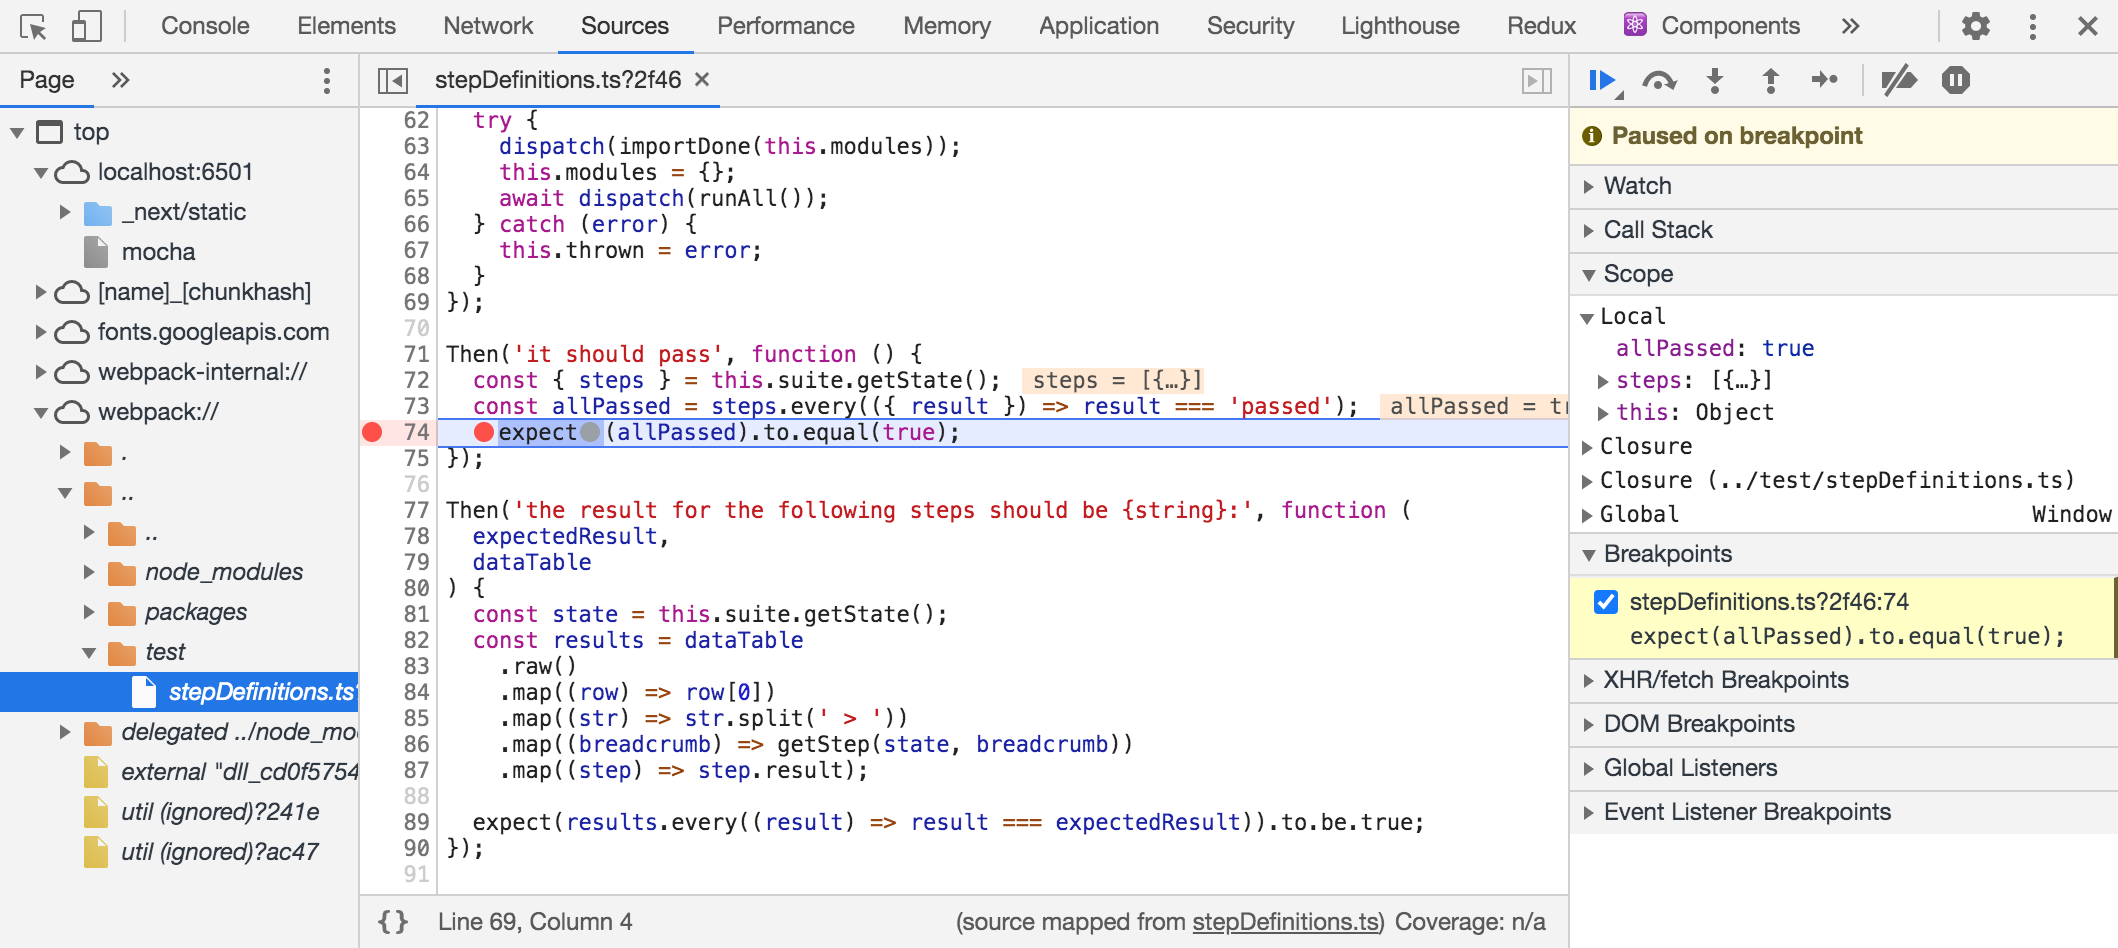 Console Elements Network Sources Performance Memory Application Security Lighthouse Redux Components
Page
top
localhost:6501
_next/static
mocha
[name]_[chunkhash]
fonts.googleapis.com
webpack-internal://
webpack://
.
..
..
node_modules
packages
test
stepDefinitions.ts?
delegated ../node_mo
external "dll_cd0f5754
util (ignored)?241e
util (ignored)?ac47
stepDefinitions.ts?2f46
62 try {
63 dispatch(importDone(this.modules));
64 this.modules = {};
65 await dispatch(runAll());
66 } catch (error) {
67 this.thrown = error;
68 }
69 });
70
71 Then('it should pass', function () {
72 const { steps } = this.suite.getState(); steps = [{…}]
73 const allPassed = steps.every(({ result }) => result === 'passed'); allPassed = tr
74 expect(allPassed).to.equal(true);
75 });
76
77 Then('the result for the following steps should be {string}:', function (
78 expectedResult,
79 dataTable
80 ) {
81 const state = this.suite.getState();
82 const results = dataTable
83 .raw()
84 .map((row) => row[0])
85 .map((str) => str.split(' > '))
86 .map((breadcrumb) => getStep(state, breadcrumb))
87 .map((step) => step.result);
88
89 expect(results.every((result) => result === expectedResult)).to.be.true;
90 });
91
{} Line 69, Column 4 (source mapped from stepDefinitions.ts) Coverage: n/a
Paused on breakpoint
Watch
Call Stack
Scope
Local
allPassed: true
steps: [{…}]
this: Object
Closure
Closure (../test/stepDefinitions.ts)
Global Window
Breakpoints
stepDefinitions.ts?2f46:74
expect(allPassed).to.equal(true);
XHR/fetch Breakpoints
DOM Breakpoints
Global Listeners
Event Listener Breakpoints